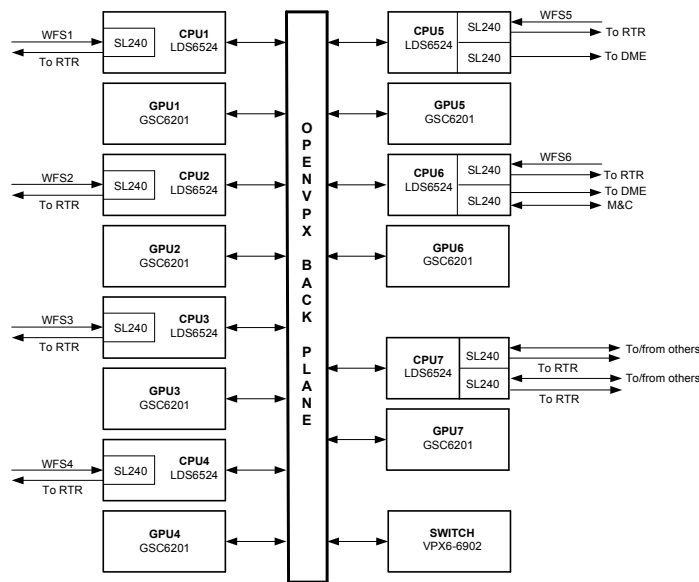 WFS1
To RTR
SL240
CPU1
LDS6524
GPU1
GSC6201
WFS2
To RTR
SL240
CPU2
LDS6524
GPU2
GSC6201
WFS3
To RTR
SL240
CPU3
LDS6524
GPU3
GSC6201
WFS4
To RTR
SL240
CPU4
LDS6524
GPU4
GSC6201
OPENVPX BACK PLANE
CPU5
LDS6524
SL240
SL240
WFS5
To RTR
To DME
GPU5
GSC6201
CPU6
LDS6524
SL240
SL240
WFS6
To RTR
To DME
M&C
GPU6
GSC6201
CPU7
LDS6524
SL240
SL240
To/from others
To RTR
To/from others
To RTR
GPU7
GSC6201
SWITCH
VPX6-6902